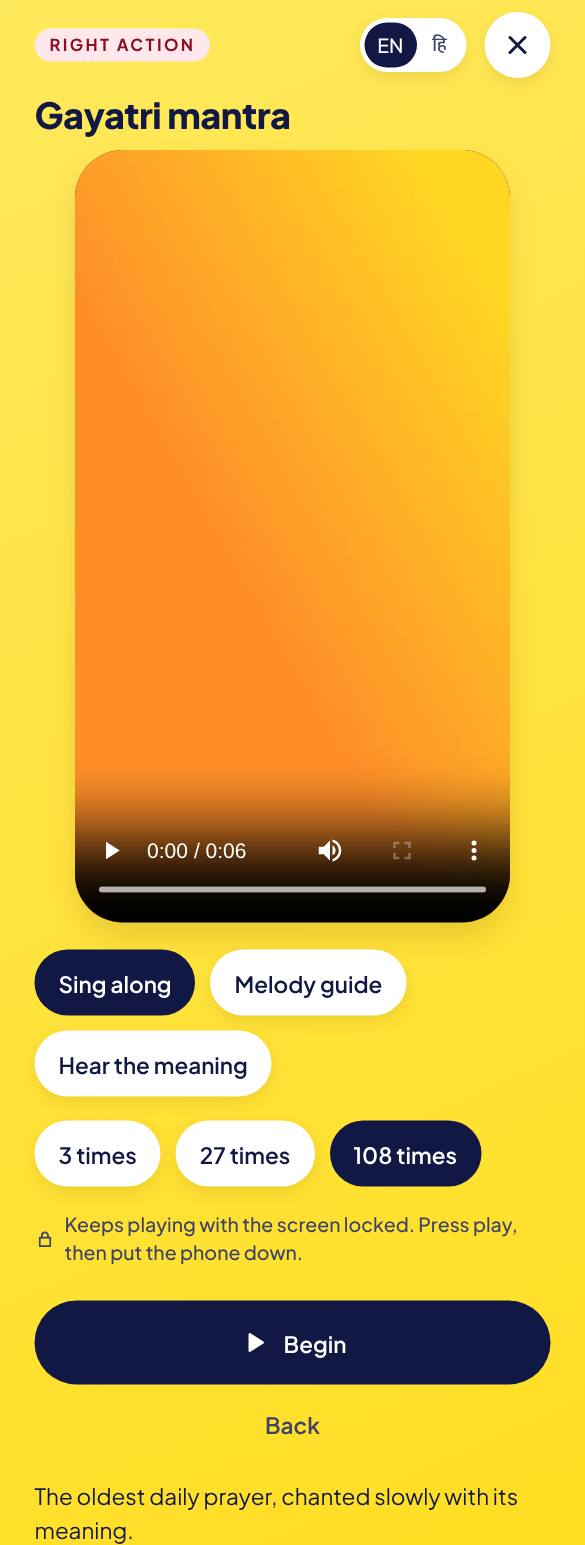 RIGHT ACTION
EN हि
Gayatri mantra
0:00 / 0:06
Sing along Melody guide
Hear the meaning
3 times 27 times 108 times
Keeps playing with the screen locked. Press play,
then put the phone down.
Begin
Back
The oldest daily prayer, chanted slowly with its
meaning.